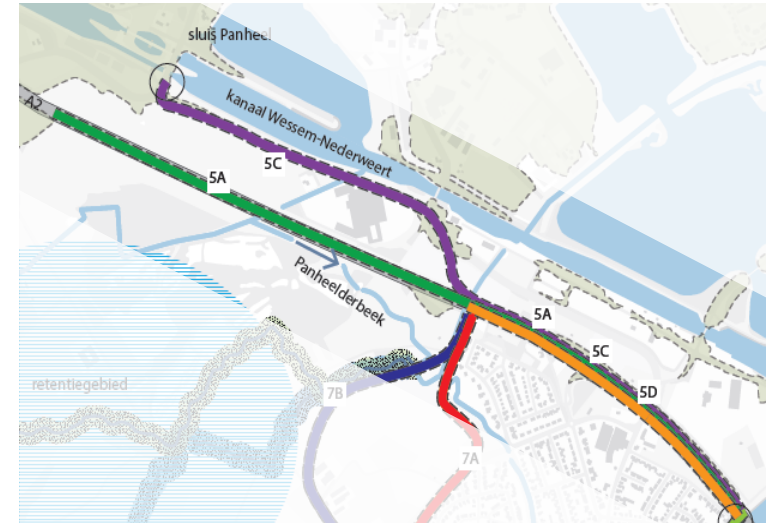 sluis Panheel
A2
kanaal Wessem-Nederweert
5C
5A
Panheelderbeek
5A
5C
retentiegebied
7B
5D
7A